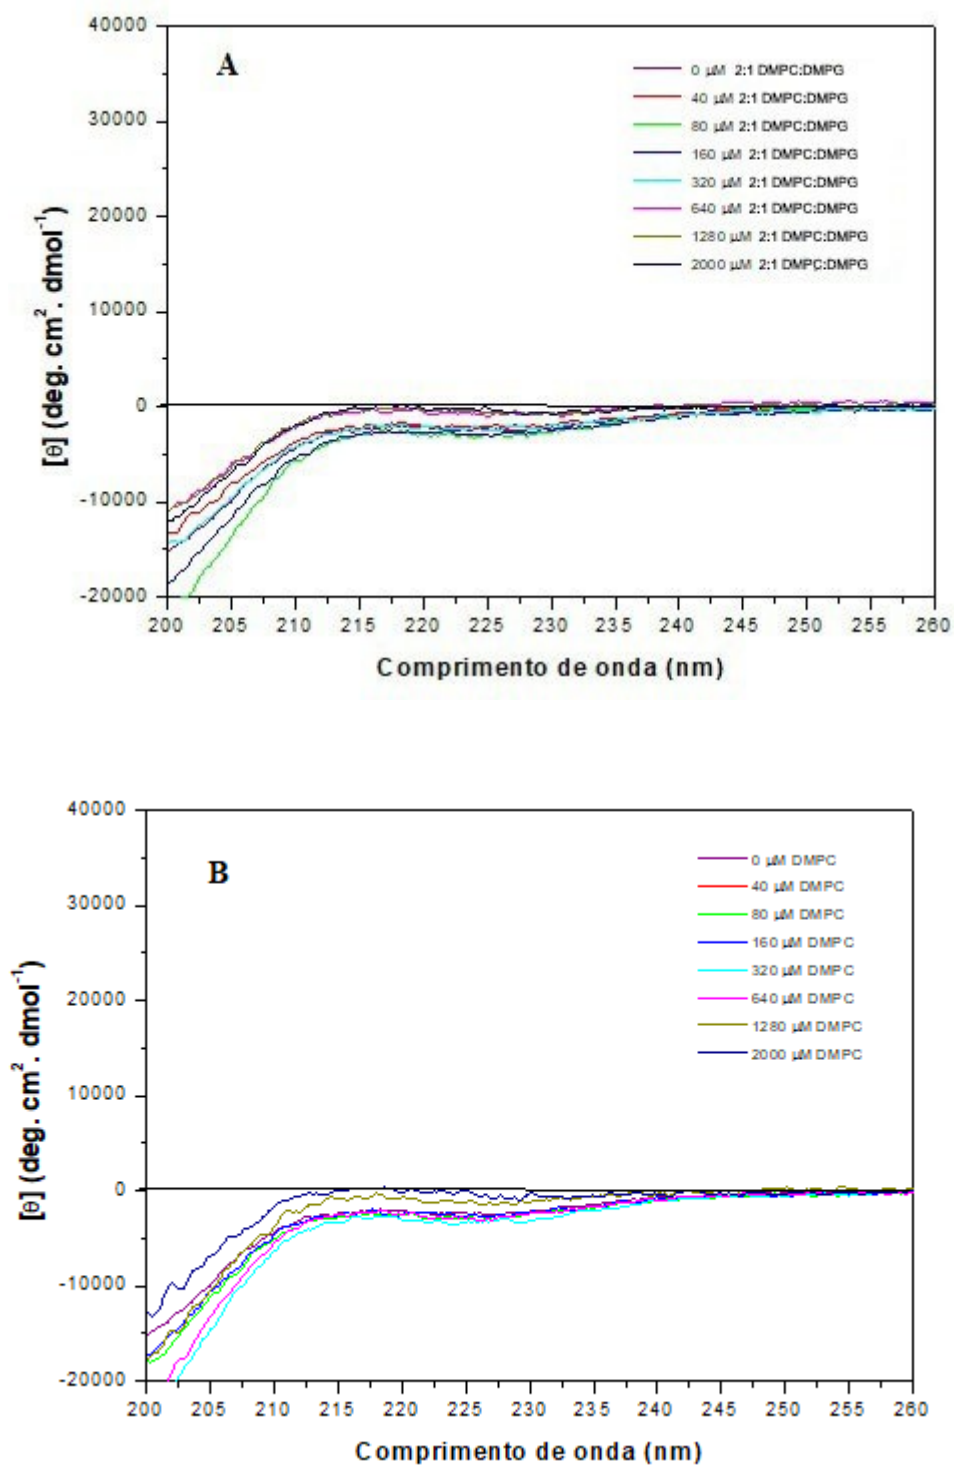 40000
A
0 µM 2:1 DMPC:DMPG
40 µM 2:1 DMPC:DMPG
80 µM 2:1 DMPC:DMPG
160 µM 2:1 DMPC:DMPG
320 µM 2:1 DMPC:DMPG
640 µM 2:1 DMPC:DMPG
1280 µM 2:1 DMPC:DMPG
2000 µM 2:1 DMPC:DMPG
30000
20000
10000
0
-10000
-20000
[θ] (deg. cm². dmol⁻¹)
200 205 210 215 220 225 230 235 240 245 250 255 260
Comprimento de onda (nm)
40000
B
0 µM DMPC
40 µM DMPC
80 µM DMPC
160 µM DMPC
320 µM DMPC
640 µM DMPC
1280 µM DMPC
2000 µM DMPC
30000
20000
10000
0
-10000
-20000
[θ] (deg. cm². dmol⁻¹)
200 205 210 215 220 225 230 235 240 245 250 255 260
Comprimento de onda (nm)